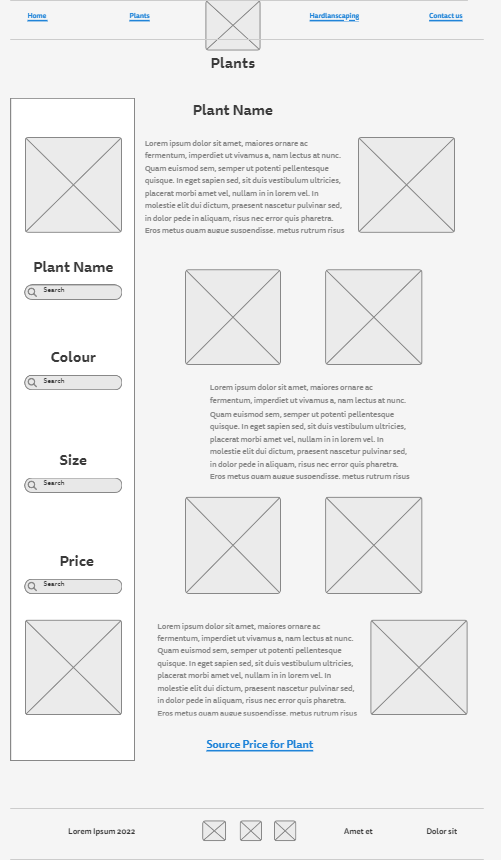 Home
Plants
Hardlanscaping
Contact us
Plants
Plant Name
Lorem ipsum dolor sit amet, maiores ornare ac
fermentum, imperdiet ut vivamus a, nam lectus at nunc.
Quam euismod sem, semper ut potenti pellentesque
quisque. In eget sapien sed, sit duis vestibulum ultricies,
placerat morbi amet vel, nullam in in lorem vel. In
molestie elit dui dictum, praesent nascetur pulvinar sed,
in dolor pede in aliquam, risus nec error quis pharetra.
Eros metus quam augue suspendisse, metus rutrum risus
Plant Name
Search
Colour
Search
Size
Search
Price
Search
Lorem ipsum dolor sit amet, maiores ornare ac
fermentum, imperdiet ut vivamus a, nam lectus at nunc.
Quam euismod sem, semper ut potenti pellentesque
quisque. In eget sapien sed, sit duis vestibulum ultricies,
placerat morbi amet vel, nullam in in lorem vel. In
molestie elit dui dictum, praesent nascetur pulvinar sed,
in dolor pede in aliquam, risus nec error quis pharetra.
Eros metus quam augue suspendisse, metus rutrum risus
Lorem ipsum dolor sit amet, maiores ornare ac
fermentum, imperdiet ut vivamus a, nam lectus at nunc.
Quam euismod sem, semper ut potenti pellentesque
quisque. In eget sapien sed, sit duis vestibulum ultricies,
placerat morbi amet vel, nullam in in lorem vel. In
molestie elit dui dictum, praesent nascetur pulvinar sed,
in dolor pede in aliquam, risus nec error quis pharetra.
Eros metus quam augue suspendisse, metus rutrum risus
Source Price for Plant
Lorem Ipsum 2022
Amet et
Dolor sit